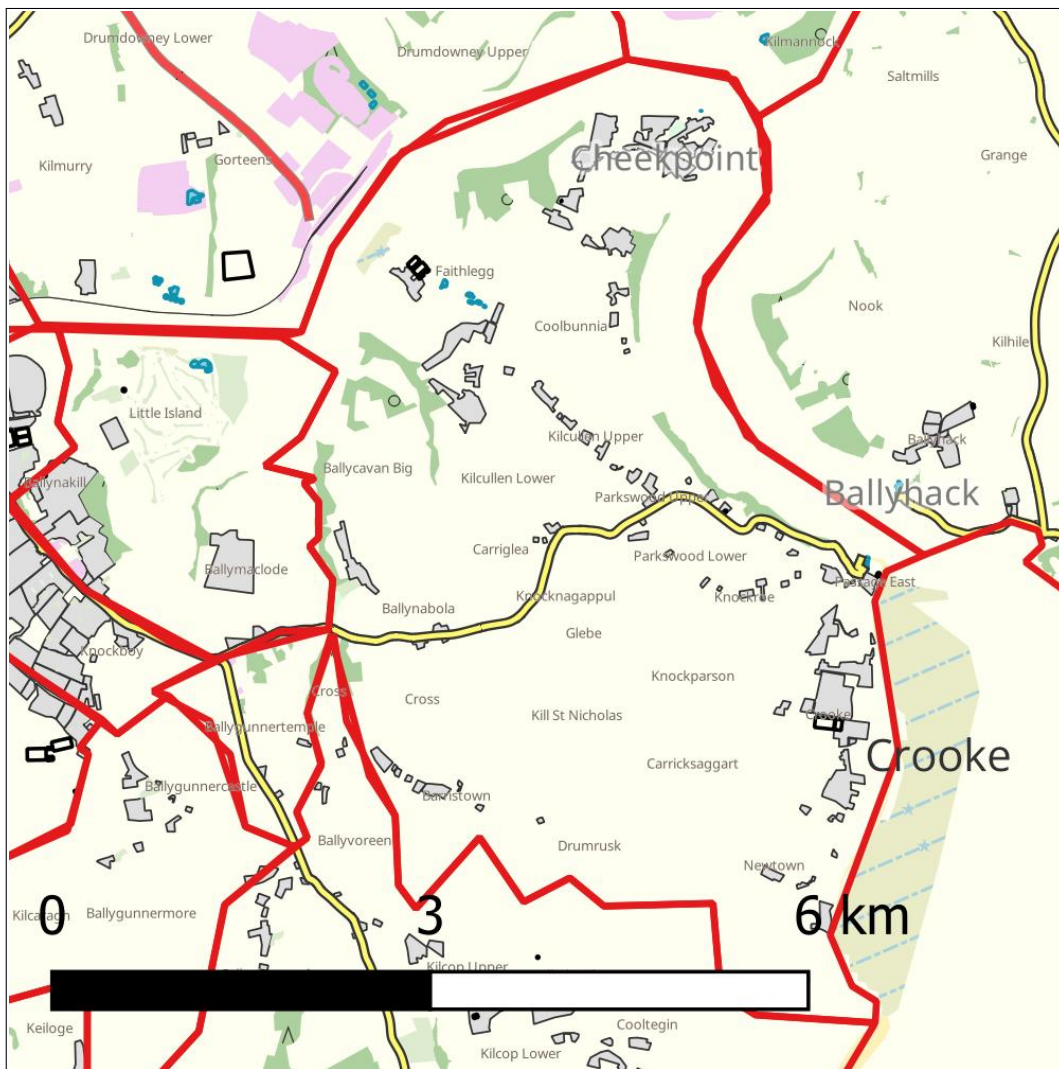 Drumdowney Lower
Drumdowney Upper
Kilmannock
Saltmills
Kilmurry
Gorteens
Cheekpoint
Grange
Faithlegg
Coolbunnia
Nook
Kilhile
Little Island
Ballycavan Big
Kilcullen Upper
Ballyhack
Kilcullen Lower
Ballynakill
Parkswood Upper
Ballyhack
Carriglea
Parkswood Lower
Ballymaclode
Passage East
Ballynabola
Knocknagappul
Knockroe
Glebe
Knockboy
Knockparson
Cross
Cross
Ballygunnertemple
Kill St Nicholas
Crooke
Crooke
Carricksaggart
Ballygunnercastle
Barristown
Ballyvoreen
Drumrusk
Newtown
Kilcaragh
Ballygunnermore
0 3 6 km
Kilcop Upper
Keiloge
Cooltegin
Kilcop Lower